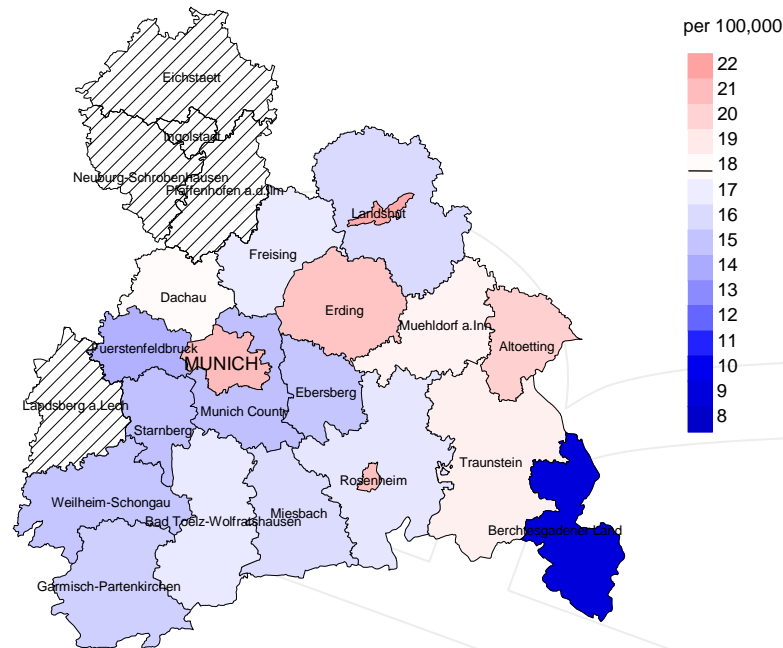 per 100,000
22
21
20
19
18
17
16
15
14
13
12
11
10
9
8
Eichstaett
Ingolstadt
Neuburg-Schrobenhausen
Pfaffenhofen a.d.Ilm
Landshut
Freising
Dachau
Erding
Muehldorf a.Inn
Altoetting
Fuerstenfeldbruck
MUNICH
Ebersberg
Landsberg a.Lech
Munich County
Starnberg
Traunstein
Rosenheim
Weilheim-Schongau
Miesbach
Bad Toelz-Wolfratshausen
Berchtesgadener Land
Garmisch-Partenkirchen